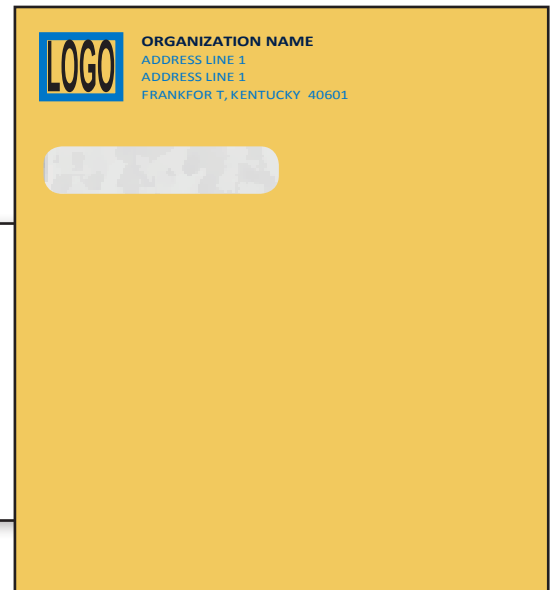 LOGO
ORGANIZATION NAME
ADDRESS LINE 1
ADDRESS LINE 1
FRANKFOR T, KENTUCKY 40601